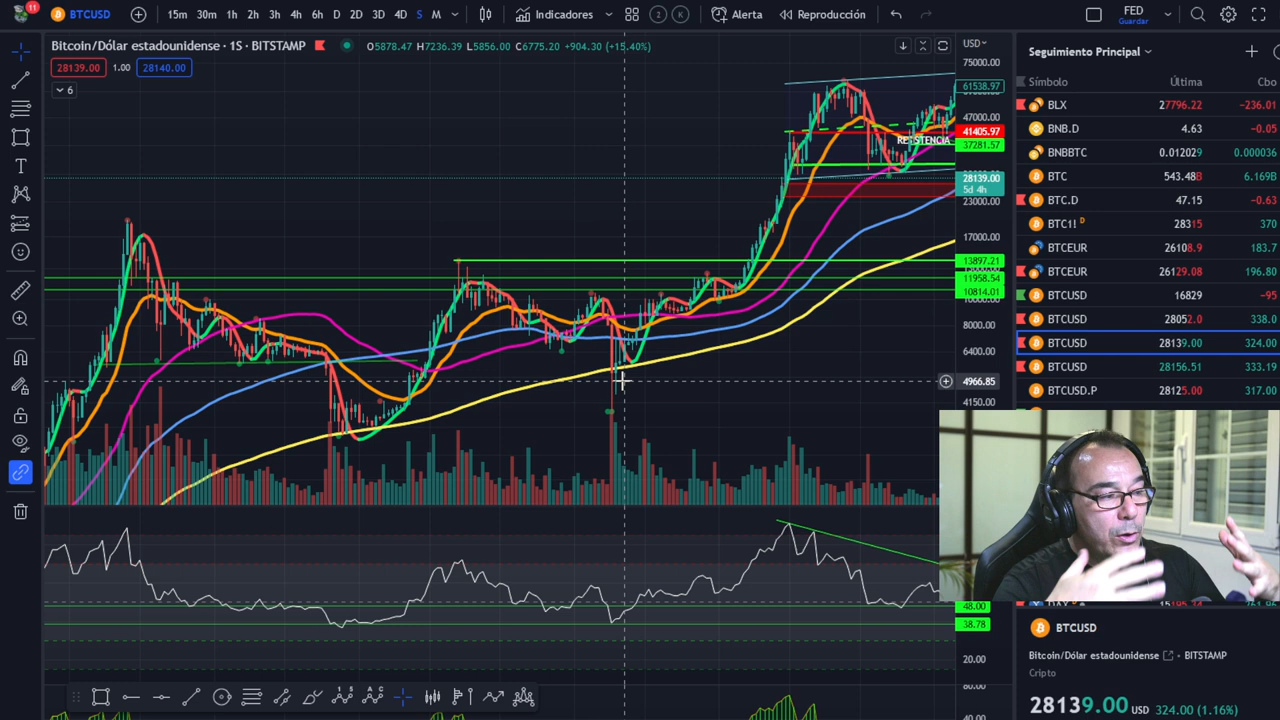 11
BTCUSD
15m 30m 1h 2h 3h 4h 6h D 2D 3D 4D S M
Indicadores
2 K
Alerta
Reproducción
FED
Guardar
Bitcoin/Dólar estadounidense · 1S · BITSTAMP
O5878.47 H7236.39 L5856.00 C6775.20 +904.30 (+15.40%)
28139.00 1.00 28140.00
6
USD
75000.00
61538.97
47000.00
41405.97
RESISTENCIA
37281.57
28139.00
5d 4h
23000.00
17000.00
13897.21
11958.54
10814.01
8000.00
6400.00
4966.85
4150.00
48.00
38.78
20.00
80.00
40.00
Seguimiento Principal
Símbolo Última Cbo
BLX 27796.22 −236.01
BNB.D 4.63 −0.05
BNBBTC 0.012029 0.000036
BTC 543.48B 6.169B
BTC.D 47.15 −0.63
BTC1! D 28315 370
BTCEUR 26108.9 183.7
BTCEUR 26129.08 196.80
BTCUSD 16829 −95
BTCUSD 28052.0 338.0
BTCUSD 28139.00 324.00
BTCUSD 28156.51 333.19
BTCUSD.P 28125.00 317.00
BTCUSD
Bitcoin/Dólar estadounidense · BITSTAMP
Cripto
28139.00 USD 324.00 (1.16%)